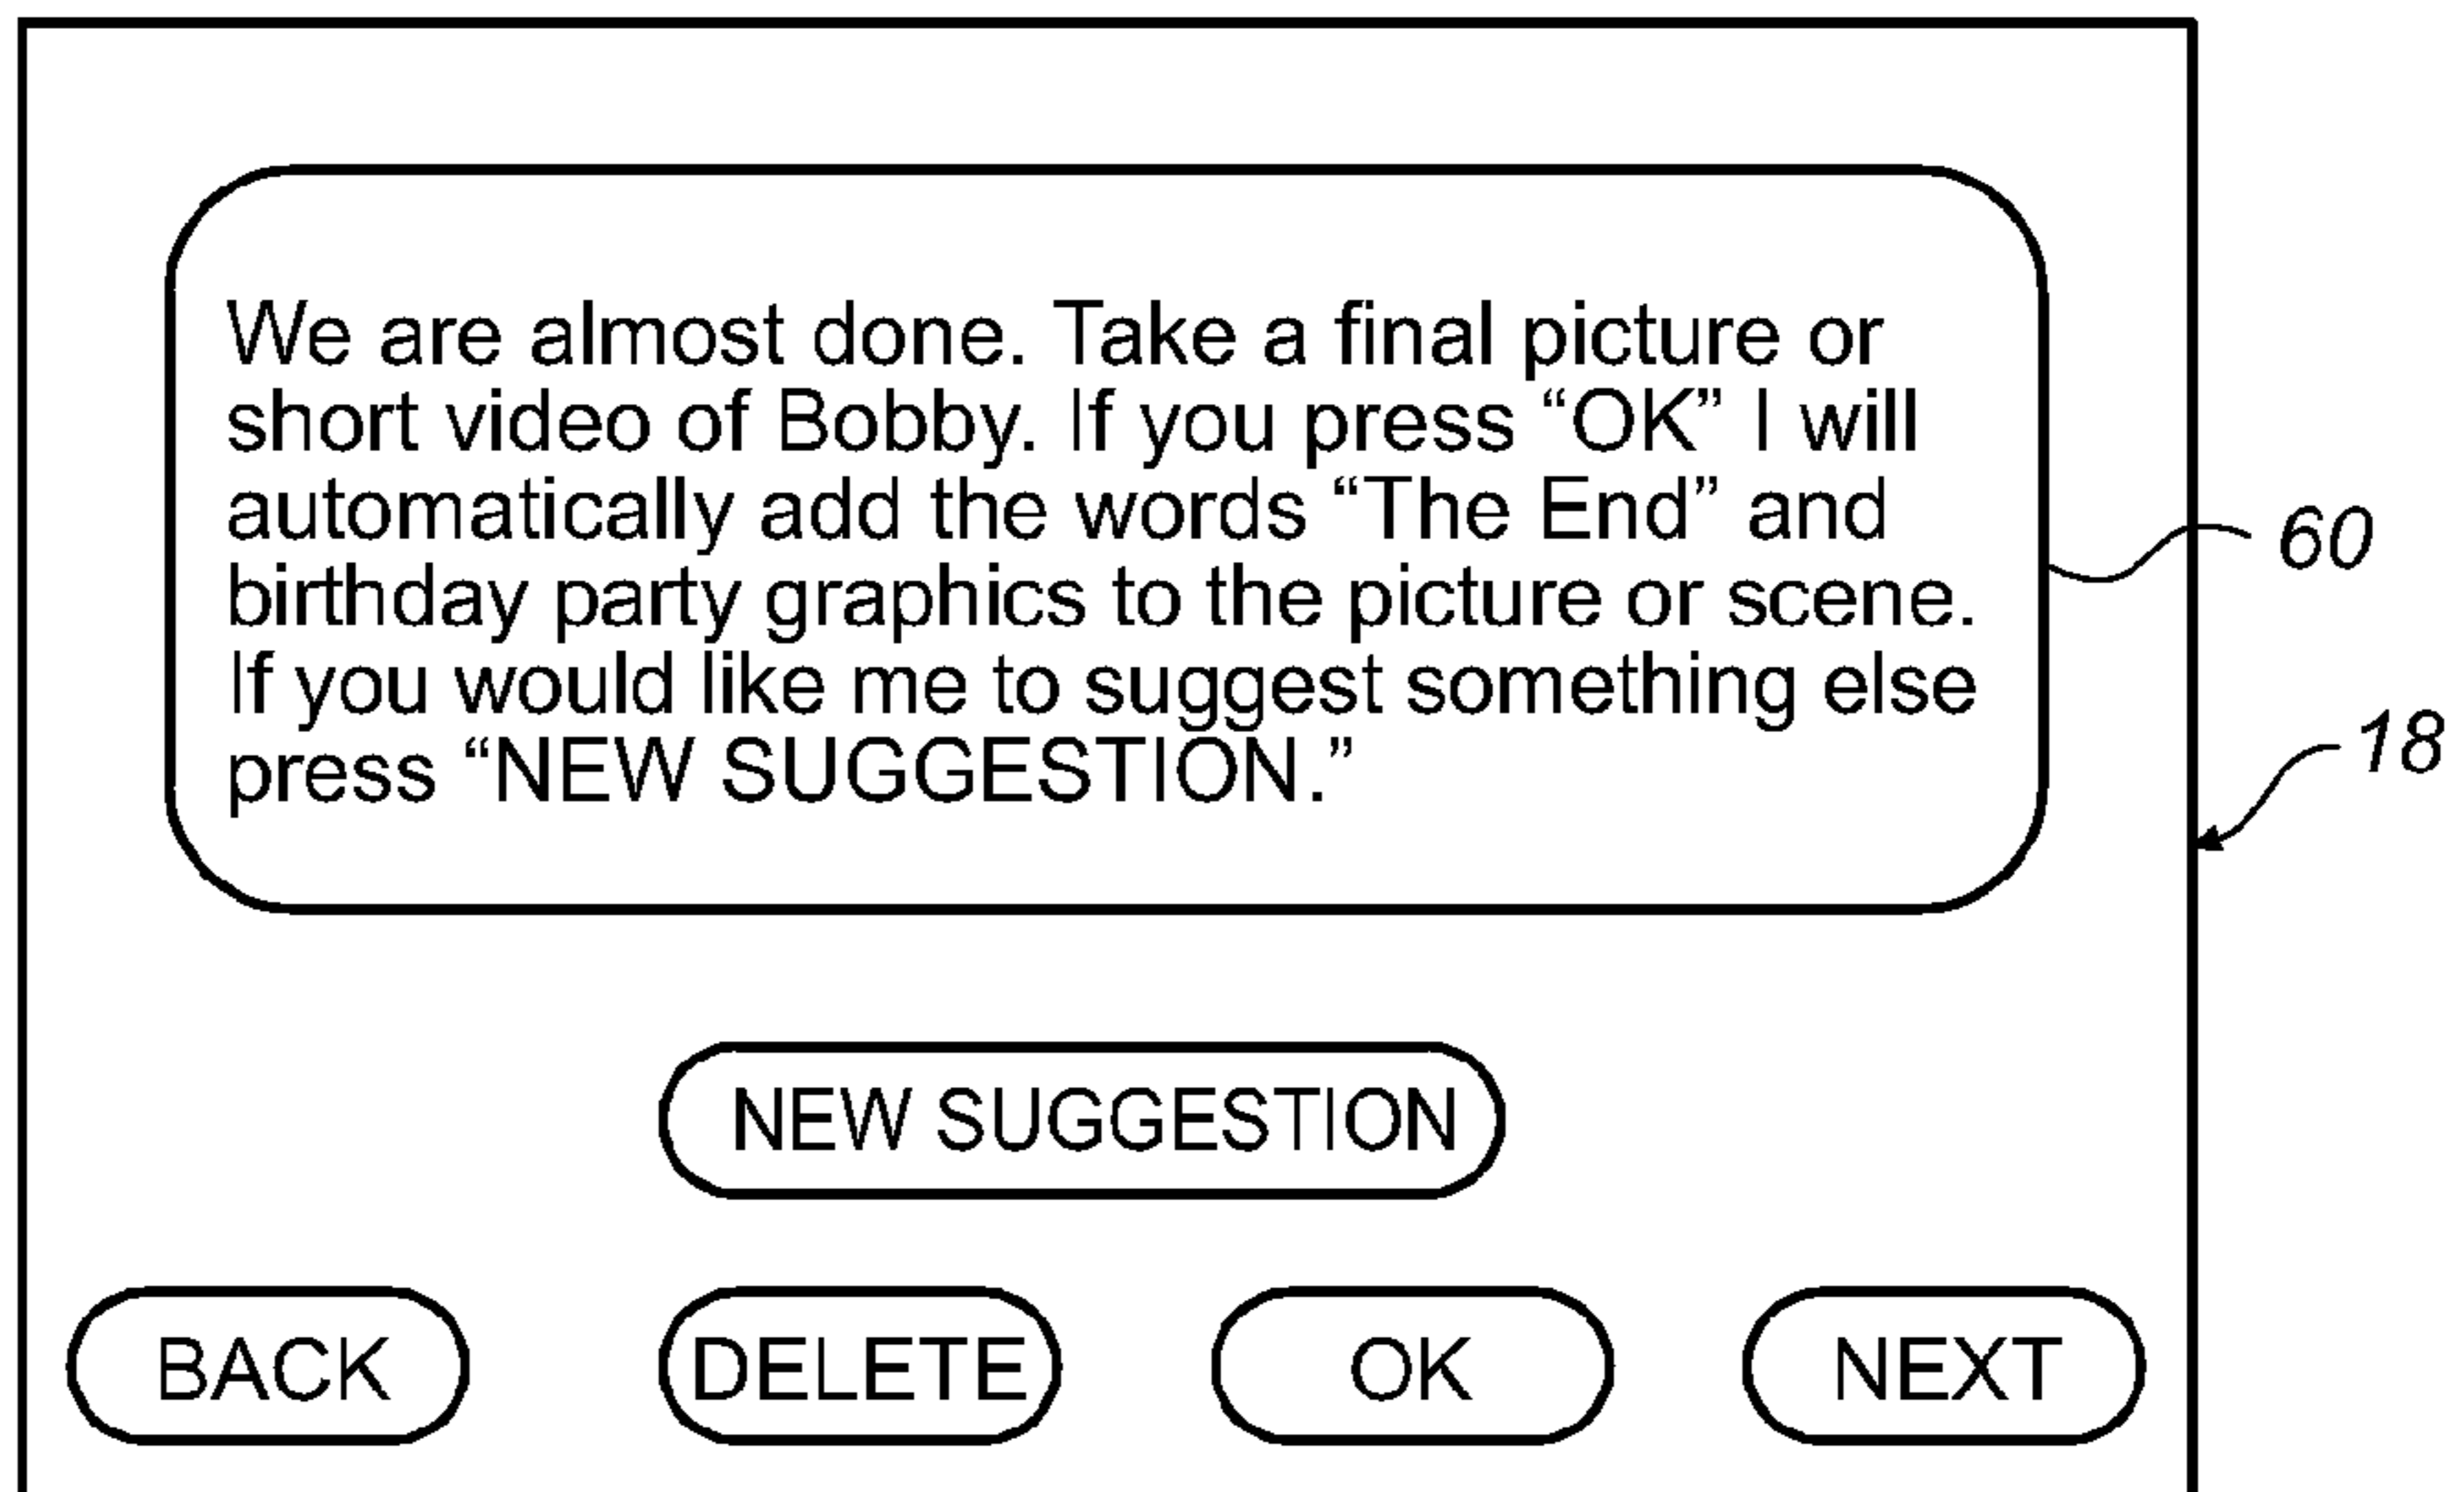 We are almost done. Take a final picture or
short video of Bobby. If you press “OK” I will
automatically add the words “The End” and
birthday party graphics to the picture or scene.
If you would like me to suggest something else
press “NEW SUGGESTION.”
60
18
NEW SUGGESTION
BACK DELETE OK NEXT